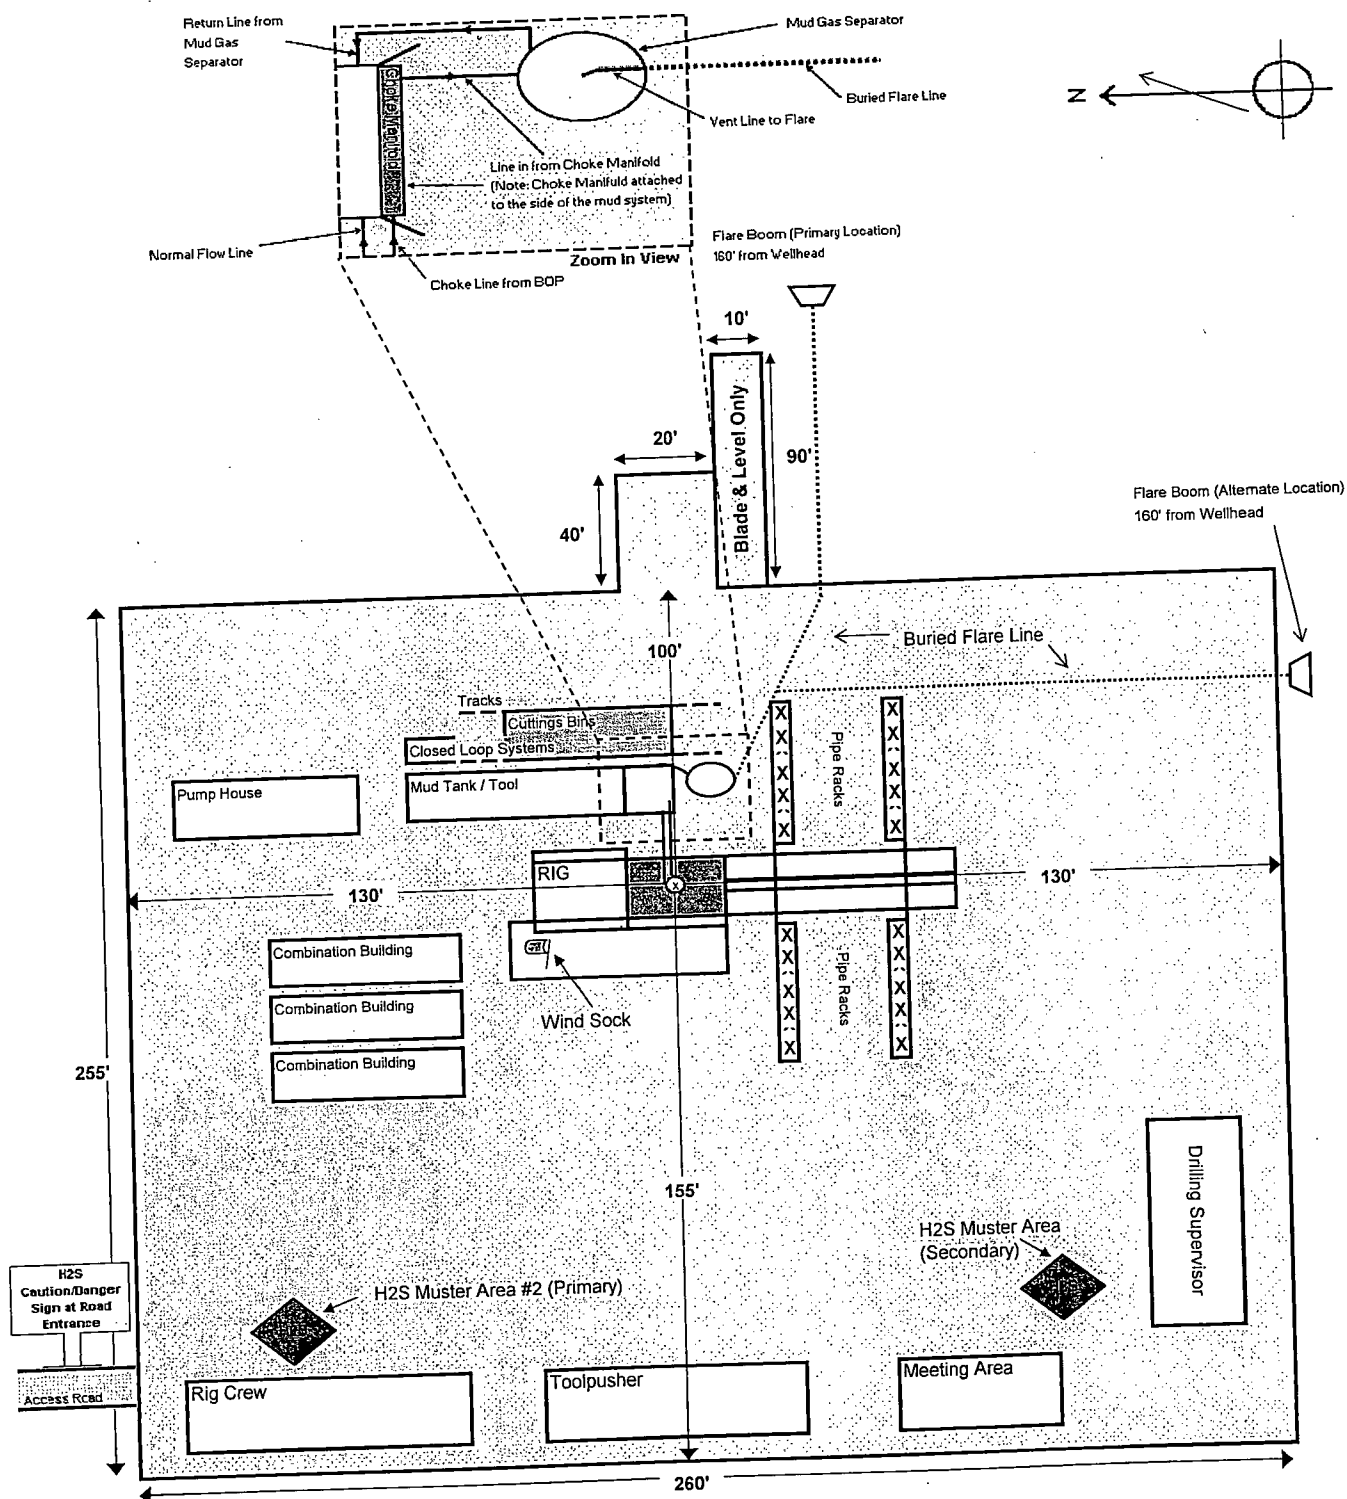 Return Line from
Mud Gas
Separator
Mud Gas Separator
Buried Flare Line
Vent Line to Flare
N
Choke Manifold
Line in from Choke Manifold
(Note: Choke Manifuld attached
to the side of the mud system)
Normal Flow Line
Zoom In View
Choke Line from BOP
Flare Boom (Primary Location)
160' from Wellhead
10'
Blade & Level Only
90'
20'
40'
Flare Boom (Alternate Location)
160' from Wellhead
100'
Buried Flare Line
Tracks
Cuttings Bins
Closed Loop Systems
Mud Tank / Tool
Pump House
X
X
X
X
X
Pipe Racks
X
X
X
X
X
RIG
X
130'
130'
Combination Building
Combination Building
Combination Building
Wind Sock
X
X
X
X
X
Pipe Racks
X
X
X
X
X
255'
155'
Drilling Supervisor
H2S Muster Area
(Secondary)
H2S Muster Area #2 (Primary)
H2S
Caution/Danger
Sign at Road
Entrance
Access Road
Rig Crew
Toolpusher
Meeting Area
260'